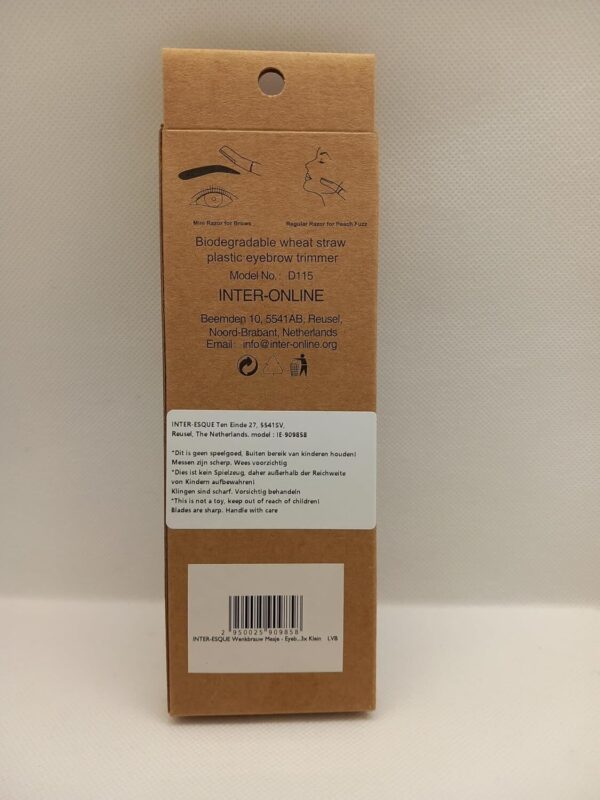 Mini Razor for Brows
Regular Razor for Peach Fuzz
Biodegradable wheat straw
plastic eyebrow trimmer
Model No.: D115
INTER-ONLINE
Beemden 10, 5541AB, Reusel,
Noord-Brabant, Netherlands
Email: info@inter-online.org
INTER-ESQUE Ten Einde 27, 5541SV,
Reusel, The Netherlands. model : IE-909858
*Dit is geen speelgoed, Buiten bereik van kinderen houden!
Messen zijn scherp. Wees voorzichtig
*Dies ist kein Spielzeug, daher außerhalb der Reichweite
von Kindern aufbewahren!
Klingen sind scharf. Vorsichtig behandeln
*This is not a toy, keep out of reach of children!
Blades are sharp. Handle with care
2 950025 909858
INTER-ESQUE Wenkbrauw Mesje - Eyeb...3x Klein LVB